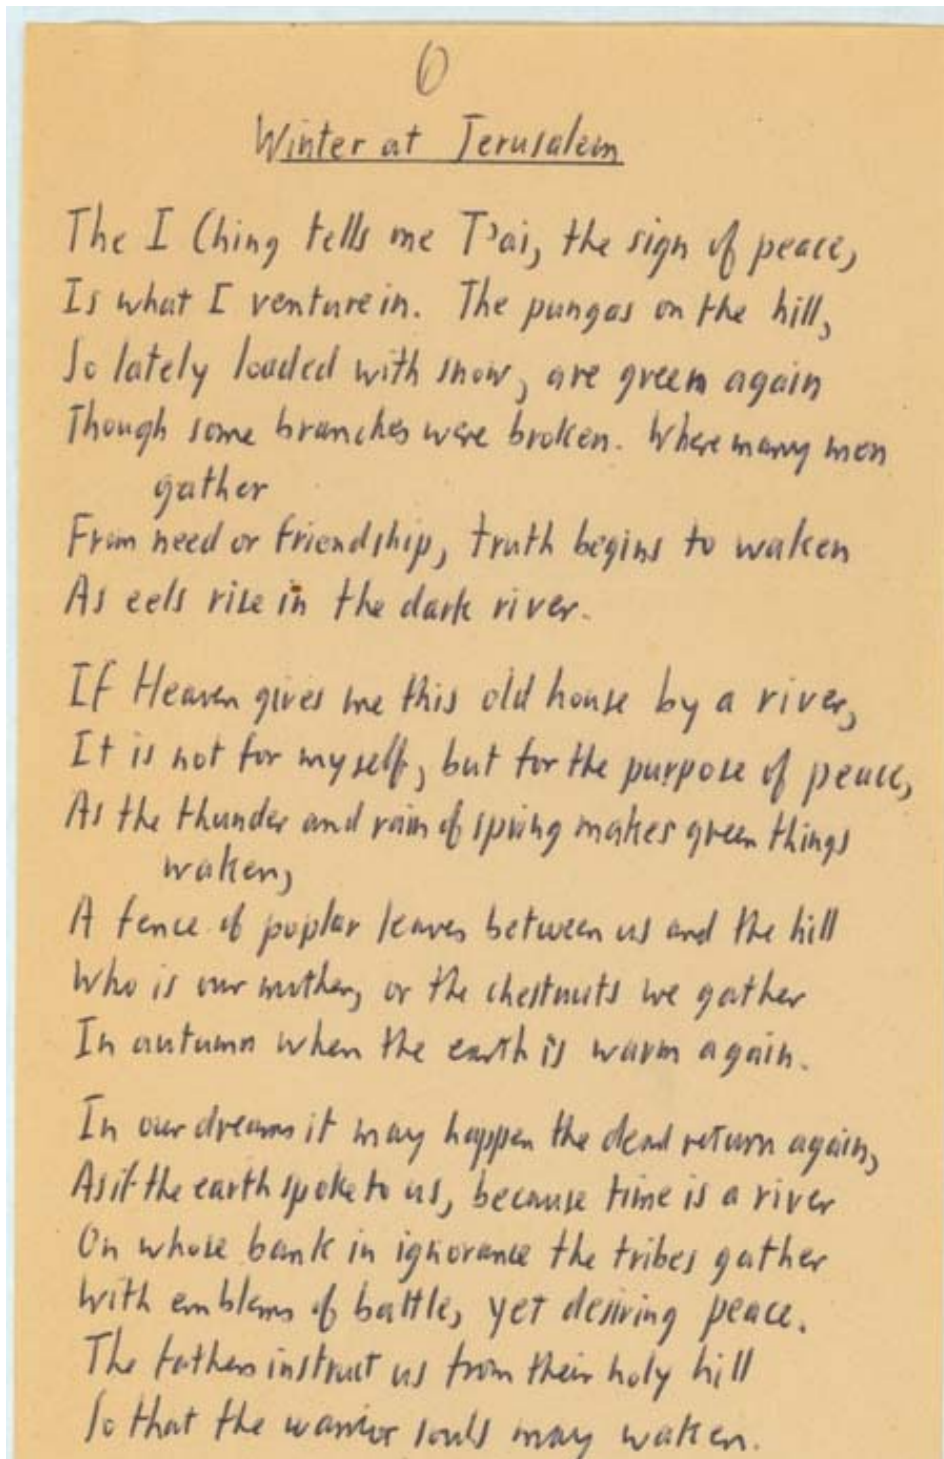 6
Winter at Jerusalem
The I Ching tells me T'ai, the sign of peace,
Is what I venture in. The pungas on the hill,
So lately loaded with snow, are green again
Though some branches were broken. Where many men
gather
From need or friendship, truth begins to waken
As eels rise in the dark river.
If Heaven gives me this old house by a river,
It is not for myself, but for the purpose of peace,
As the thunder and rain of spring makes green things
waken,
A fence of poplar leaves between us and the hill
Who is our mother, or the chestnuts we gather
In autumn when the earth is warm again.
In our dreams it may happen the dead return again,
As if the earth spoke to us, because time is a river
On whose bank in ignorance the tribes gather
With emblems of battle, yet desiring peace.
The fathers instruct us from their holy hill
So that the warrior souls may waken.